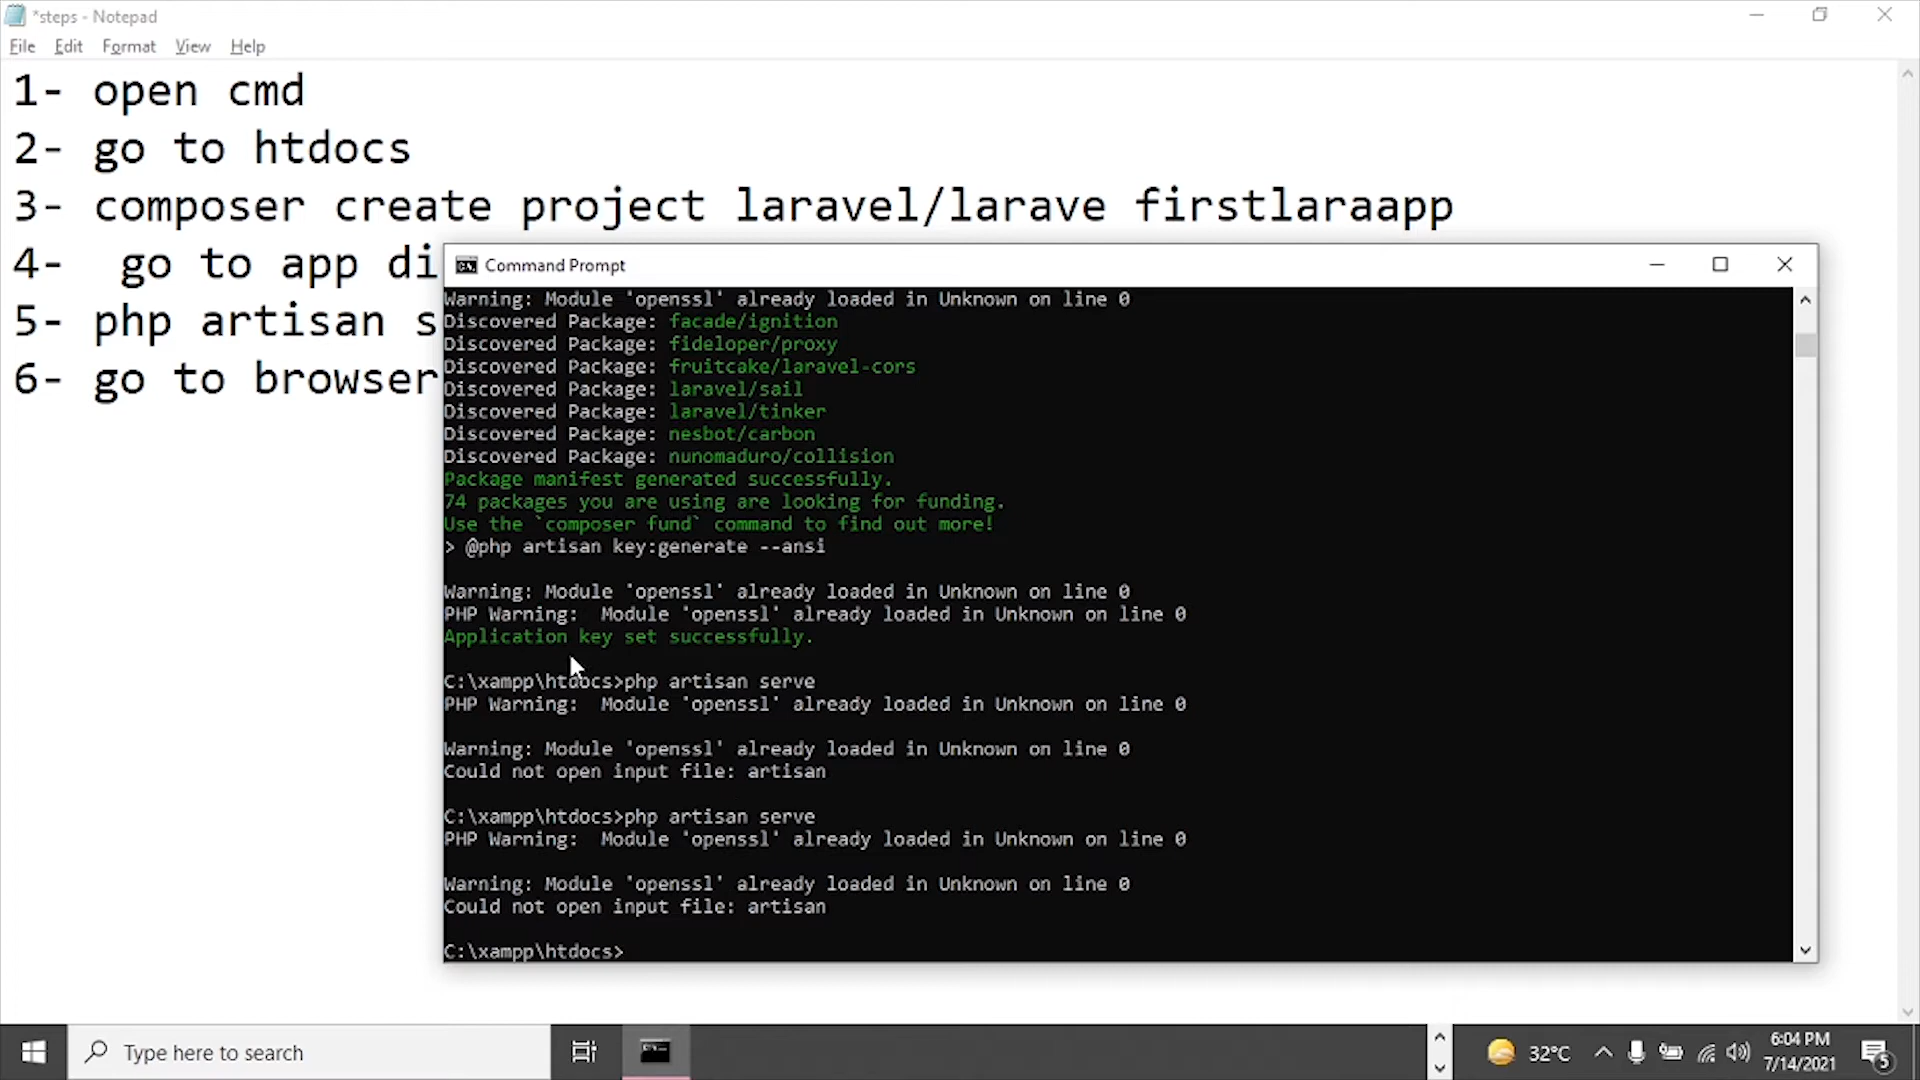 *steps - Notepad
File Edit Format View Help
1- open cmd
2- go to htdocs
3- composer create project laravel/larave firstlaraapp
4- go to app di
5- php artisan s
6- go to browser
Command Prompt
Warning: Module 'openssl' already loaded in Unknown on line 0
Discovered Package: facade/ignition
Discovered Package: fideloper/proxy
Discovered Package: fruitcake/laravel-cors
Discovered Package: laravel/sail
Discovered Package: laravel/tinker
Discovered Package: nesbot/carbon
Discovered Package: nunomaduro/collision
Package manifest generated successfully.
74 packages you are using are looking for funding.
Use the `composer fund` command to find out more!
> @php artisan key:generate --ansi
Warning: Module 'openssl' already loaded in Unknown on line 0
PHP Warning:  Module 'openssl' already loaded in Unknown on line 0
Application key set successfully.
C:\xampp\htdocs>php artisan serve
PHP Warning:  Module 'openssl' already loaded in Unknown on line 0
Warning: Module 'openssl' already loaded in Unknown on line 0
Could not open input file: artisan
C:\xampp\htdocs>php artisan serve
PHP Warning:  Module 'openssl' already loaded in Unknown on line 0
Warning: Module 'openssl' already loaded in Unknown on line 0
Could not open input file: artisan
C:\xampp\htdocs>
Type here to search
32°C
6:04 PM
7/14/2021
5